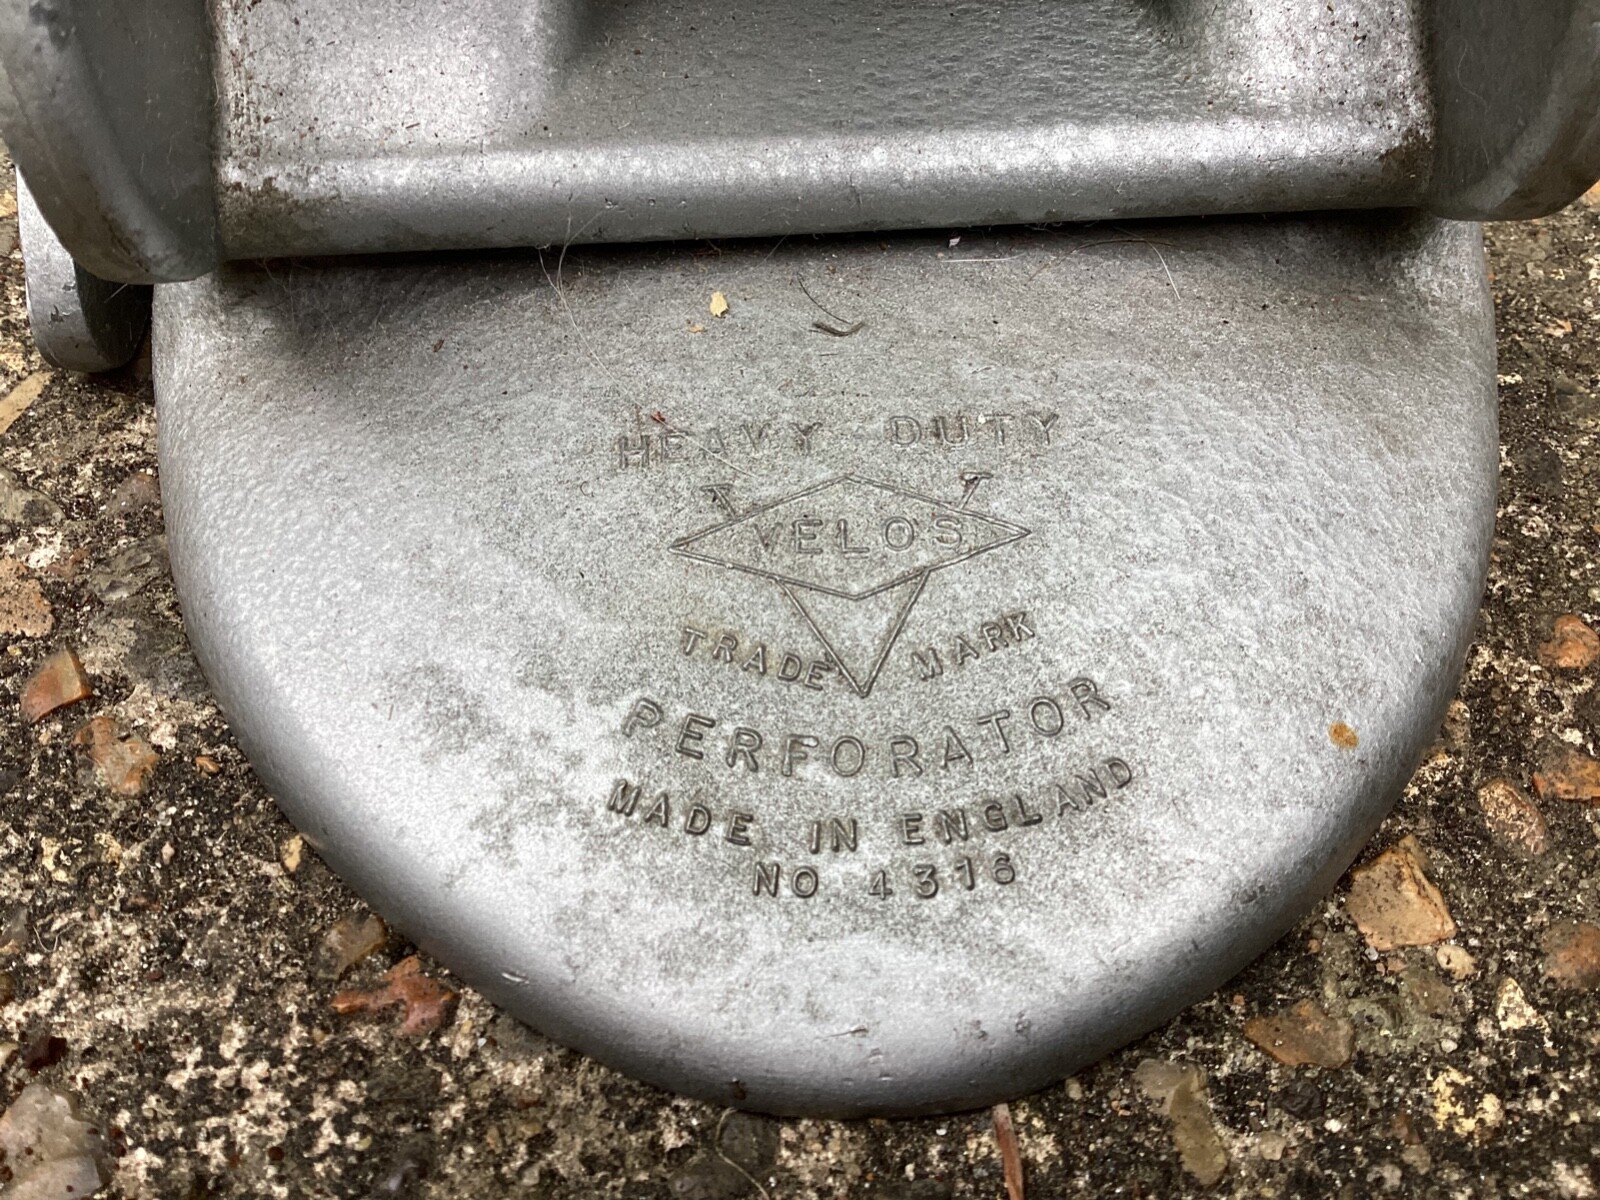 HEAVY DUTY
VELOS
TRADE MARK
PERFORATOR
MADE IN ENGLAND
NO 4316